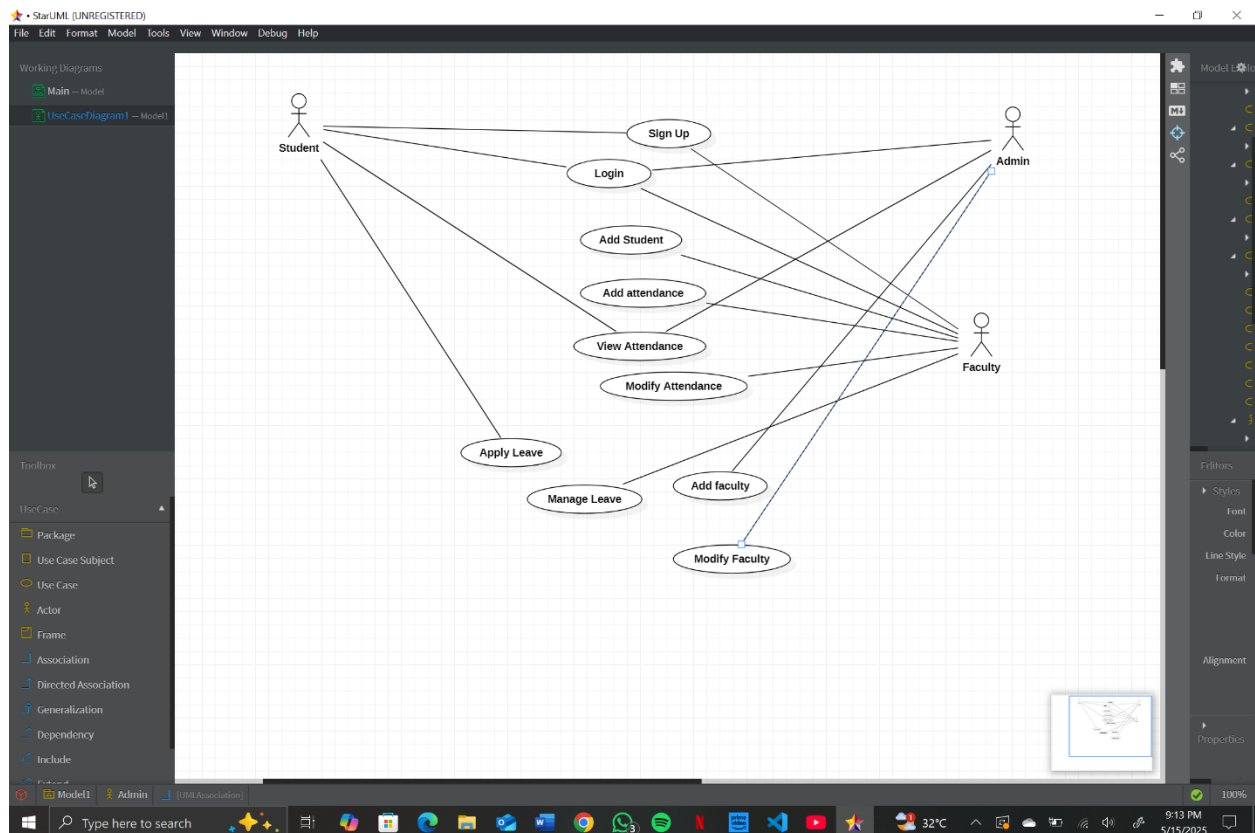 • StarUML (UNREGISTERED)
File Edit Format Model Tools View Window Debug Help
Working Diagrams
Main — Model
UseCaseDiagram1 — Model1
Student
Sign Up
Login
Admin
Add Student
Add attendance
View Attendance
Faculty
Modify Attendance
Apply Leave
Manage Leave
Add faculty
Modify Faculty
M↓
Toolbox
UseCase
Package
Use Case Subject
Use Case
Actor
Frame
Association
Directed Association
Generalization
Dependency
Include
Editors
Styles
Font
Color
Line Style
Format
Alignment
Properties
Model1 Admin [UMLAssociation]
100%
Type here to search
3
prime video
32°C
9:13 PM
5/15/2025